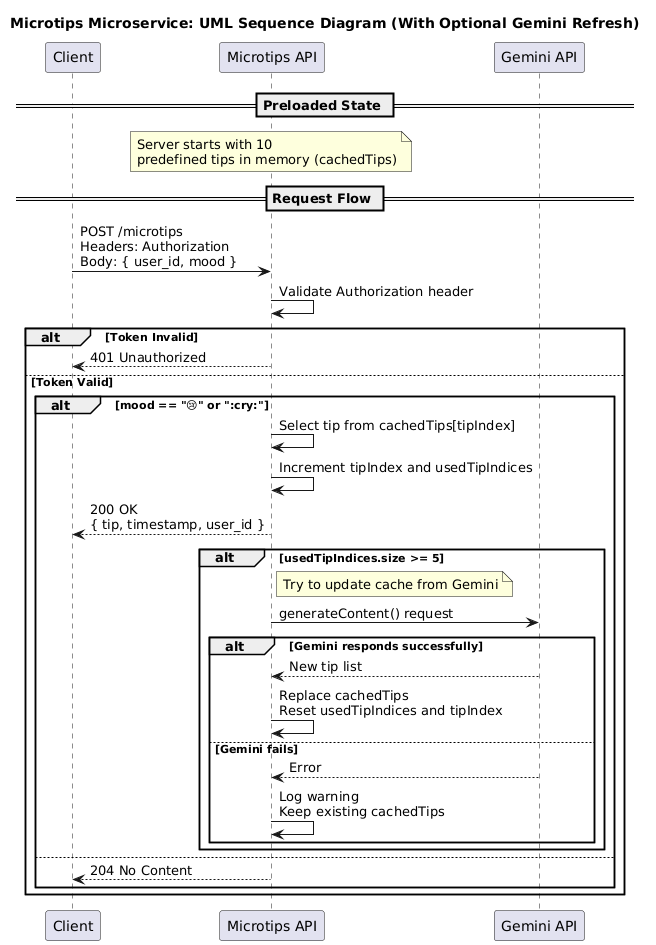 Microtips Microservice: UML Sequence Diagram (With Optional Gemini Refresh)
Client
Microtips API
Gemini API
Preloaded State
Server starts with 10
predefined tips in memory (cachedTips)
Request Flow
POST /microtips
Headers: Authorization
Body: { user_id, mood }
Validate Authorization header
alt
[Token Invalid]
401 Unauthorized
[Token Valid]
alt
[mood == "😢" or ":cry:"]
Select tip from cachedTips[tipIndex]
Increment tipIndex and usedTipIndices
200 OK
{ tip, timestamp, user_id }
alt
[usedTipIndices.size >= 5]
Try to update cache from Gemini
generateContent() request
alt
[Gemini responds successfully]
New tip list
Replace cachedTips
Reset usedTipIndices and tipIndex
[Gemini fails]
Error
Log warning
Keep existing cachedTips
204 No Content
Client
Microtips API
Gemini API